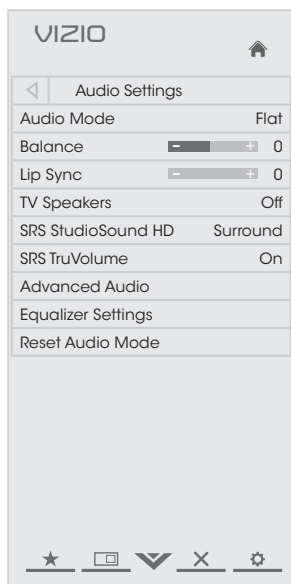 VIZIO
Audio Settings
Audio Mode Flat
Balance - + 0
Lip Sync - + 0
TV Speakers Off
SRS StudioSound HD Surround
SRS TruVolume On
Advanced Audio
Equalizer Settings
Reset Audio Mode